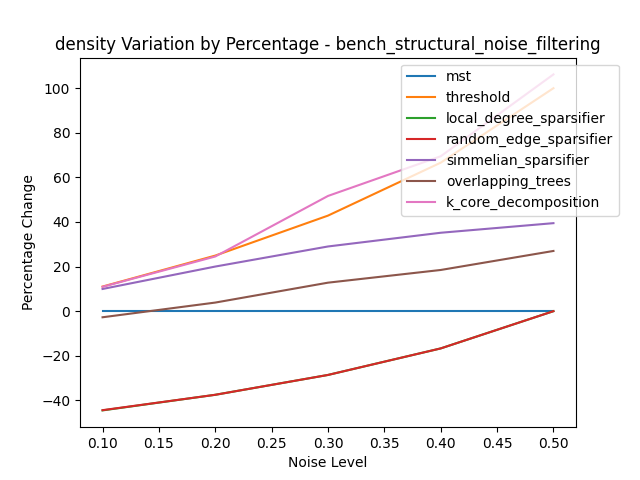 density Variation by Percentage - bench_structural_noise_filtering
mst
threshold
local_degree_sparsifier
random_edge_sparsifier
simmelian_sparsifier
overlapping_trees
k_core_decomposition
Percentage Change
100
80
60
40
20
0
−20
−40
0.10 0.15 0.20 0.25 0.30 0.35 0.40 0.45 0.50
Noise Level